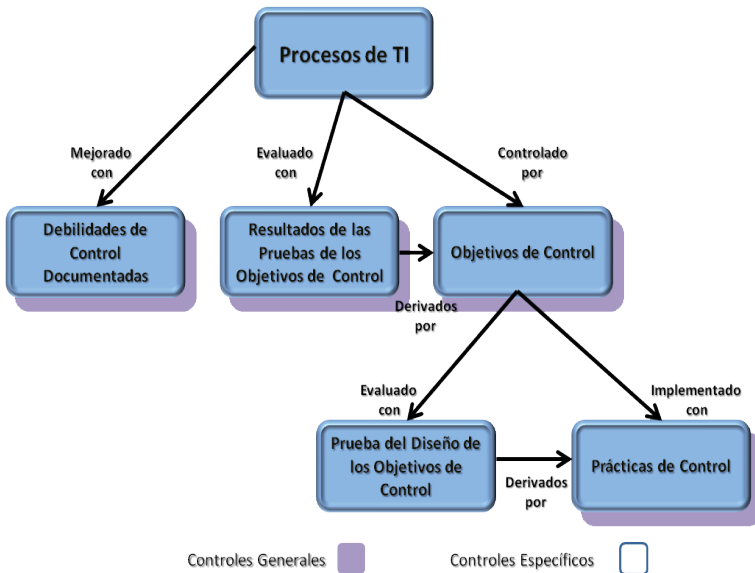 Procesos de TI
Mejorado
con
Evaluado
con
Controlado
por
Debilidades de
Control
Documentadas
Resultados de las
Pruebas de los
Objetivos de Control
Objetivos de Control
Derivados
por
Evaluado
con
Implementado
con
Prueba del Diseño de
los Objetivos de
Control
Derivados
por
Prácticas de Control
Controles Generales
Controles Específicos